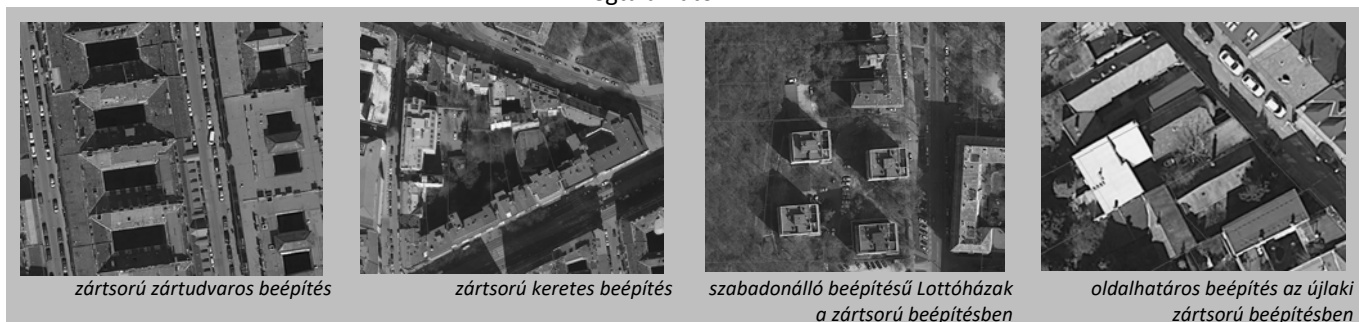 zártsorú zártudvaros beépítés
zártsorú keretes beépítés
szabadonálló beépítésű Lottóházak
a zártsorú beépítésben
oldalhatáros beépítés az újlaki
zártsorú beépítésben